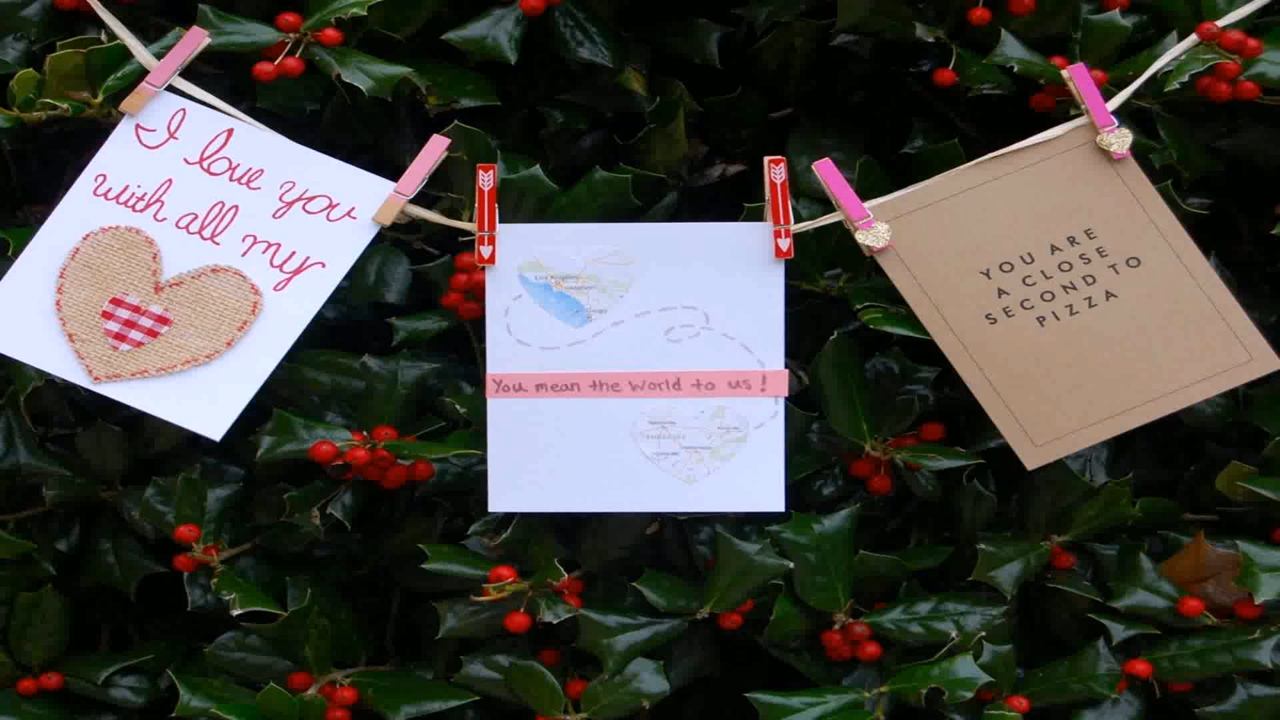 I love you
with all my
You mean the world to us!
YOU ARE
A CLOSE
SECOND TO
PIZZA